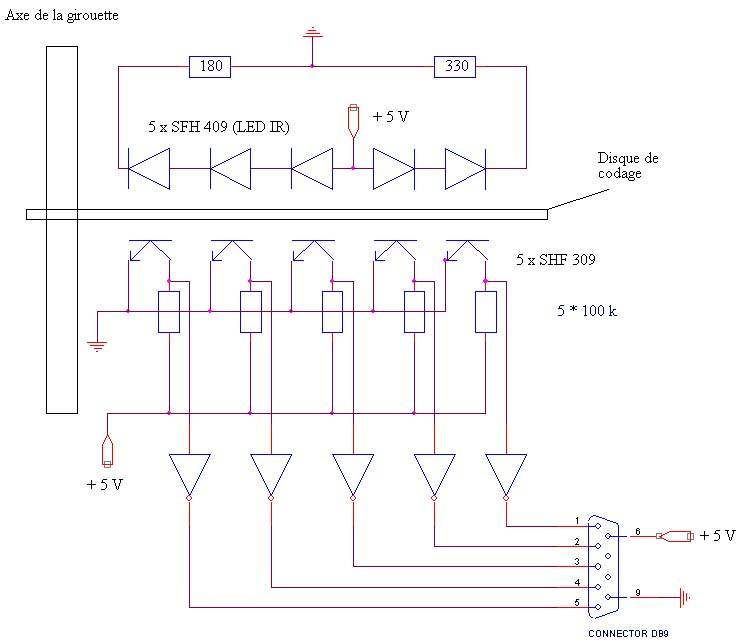 Axe de la girouette
180
330
5 x SFH 409 (LED IR)
+ 5 V
Disque de
codage
5 x SHF 309
5 * 100 k
+ 5 V
1
2
3
4
5
6
9
+ 5 V
CONNECTOR DB9